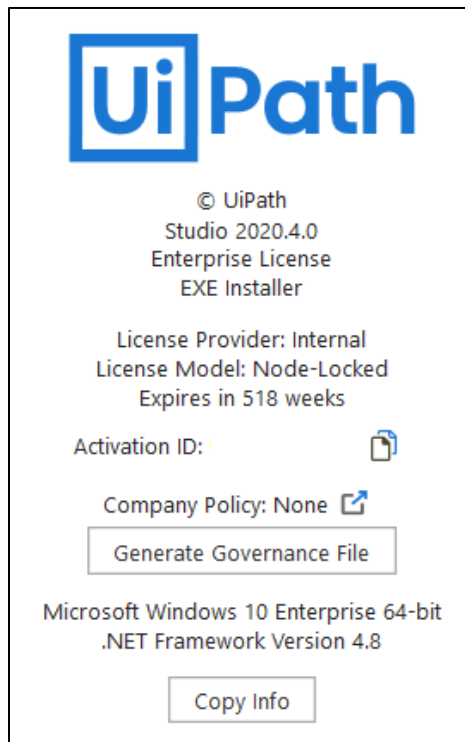 UiPath
© UiPath
Studio 2020.4.0
Enterprise License
EXE Installer
License Provider: Internal
License Model: Node-Locked
Expires in 518 weeks
Activation ID:
Company Policy: None
Generate Governance File
Microsoft Windows 10 Enterprise 64-bit
.NET Framework Version 4.8
Copy Info